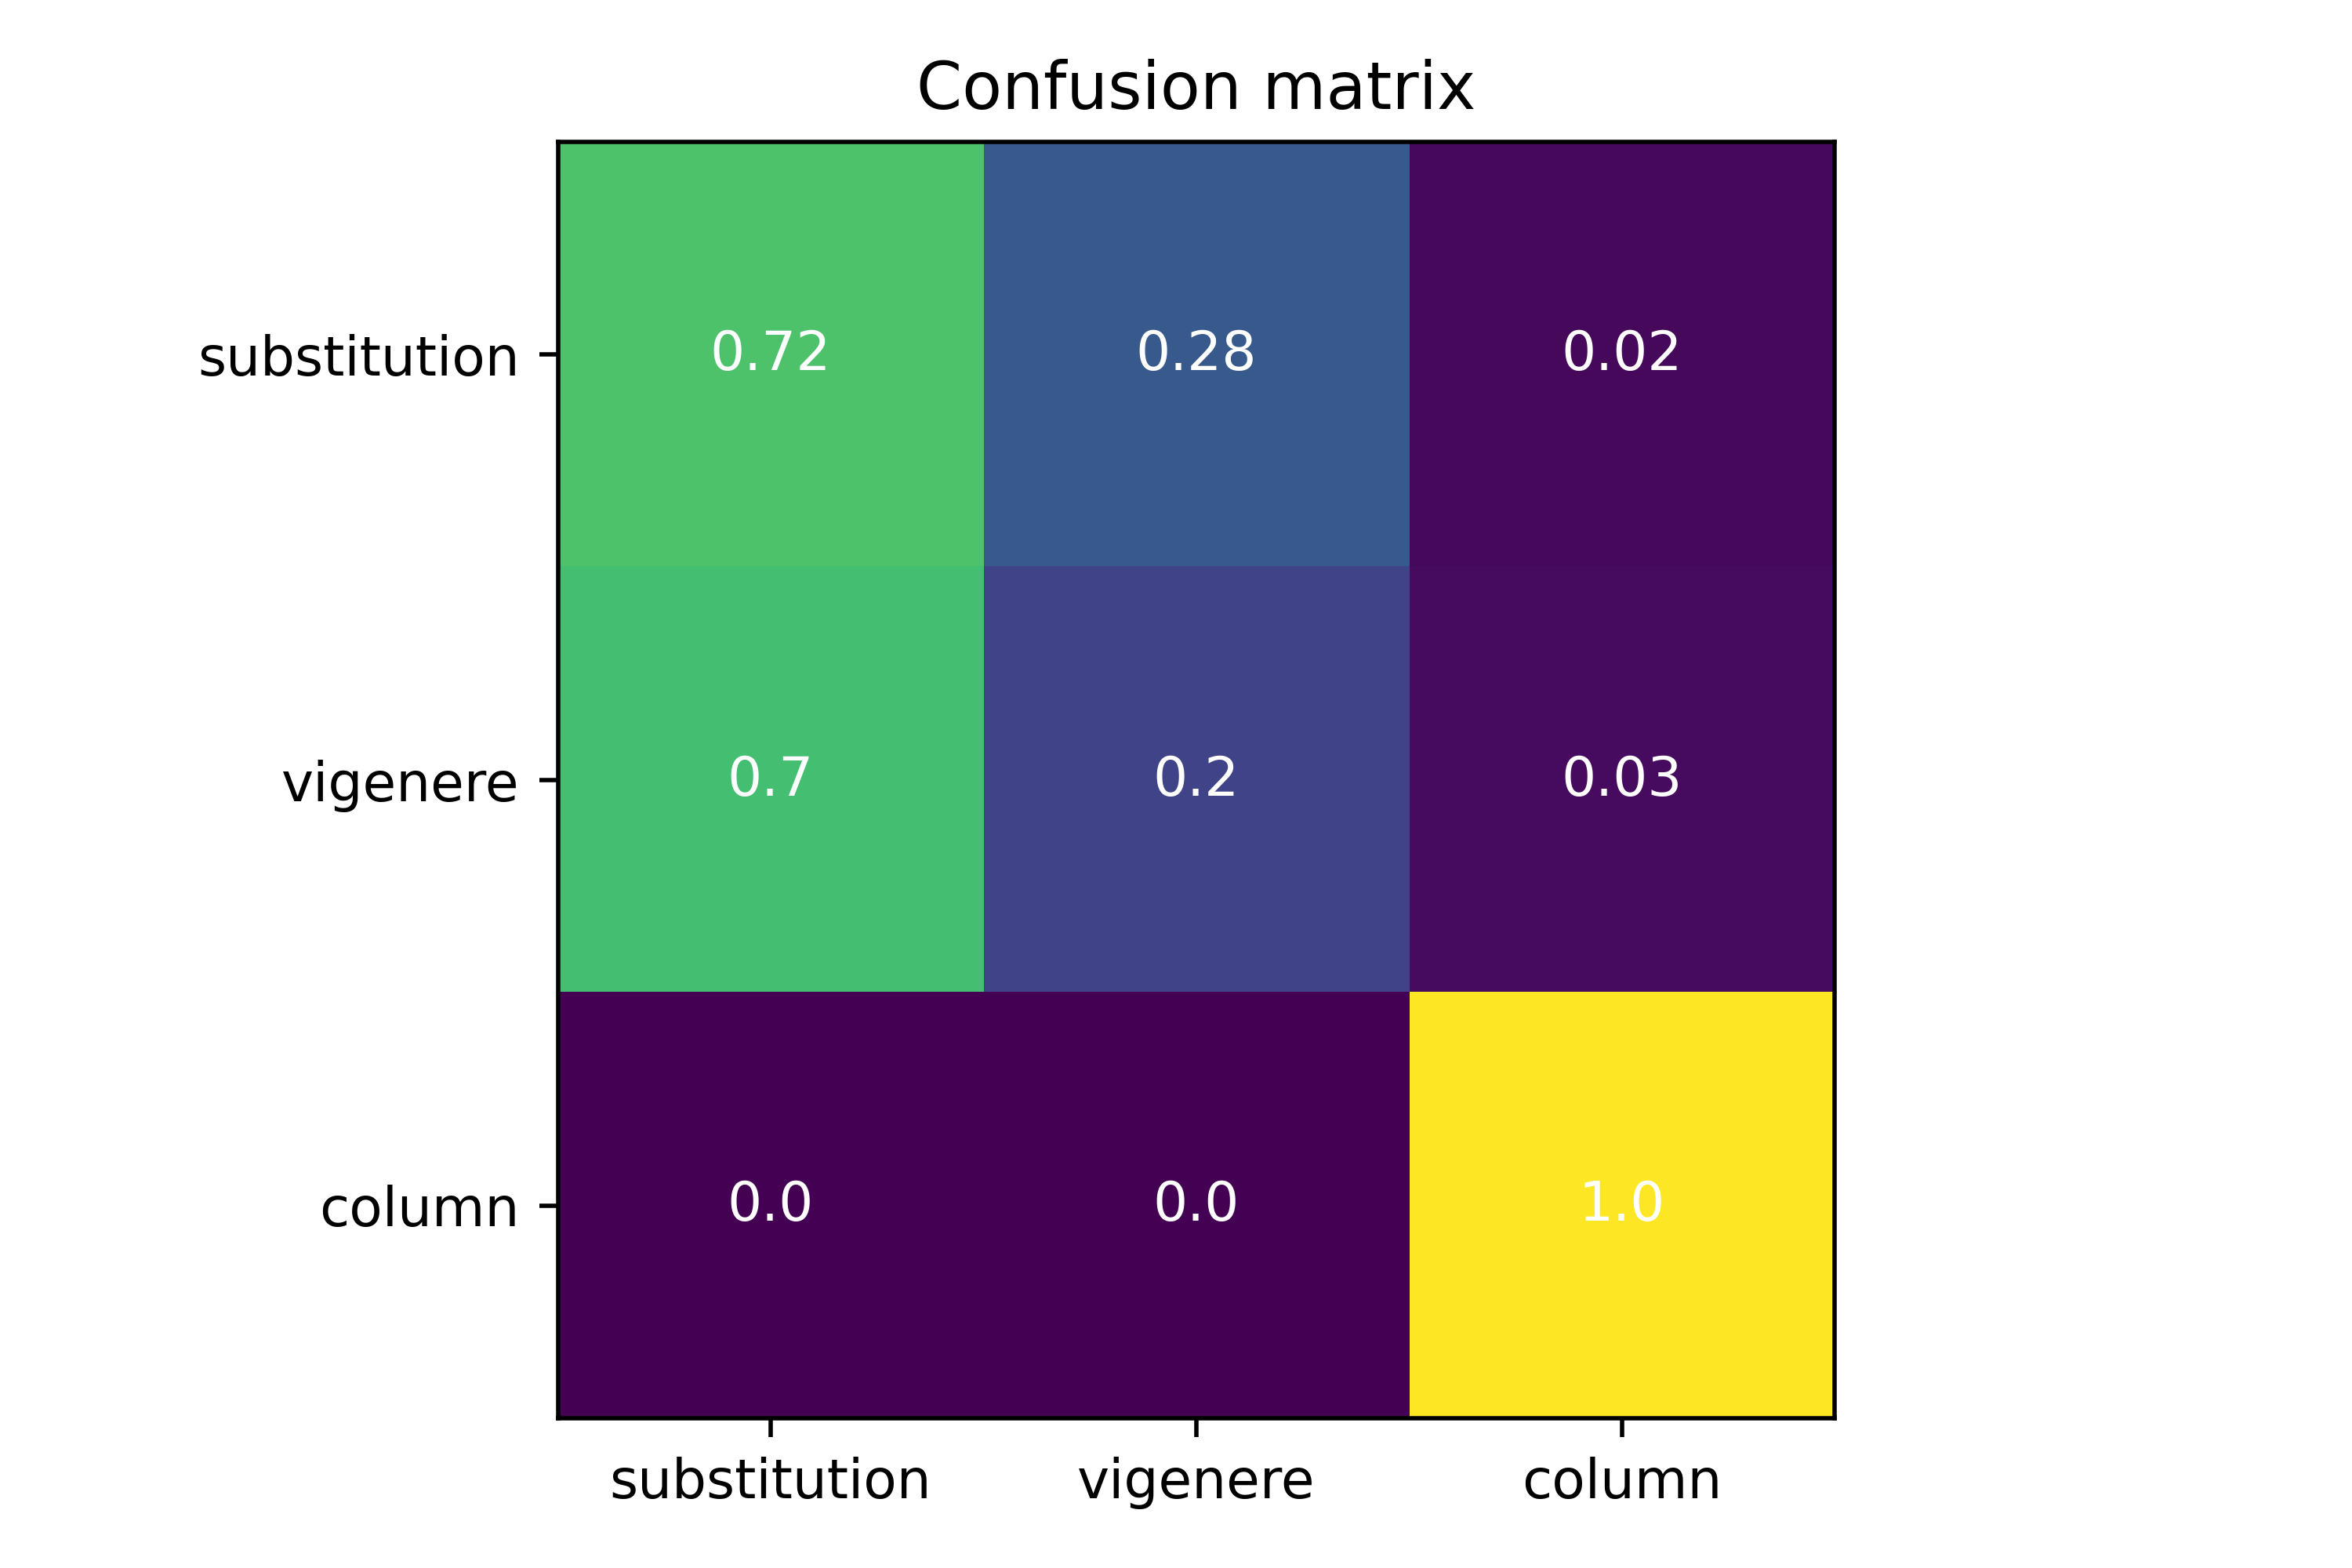 Confusion matrix
substitution 0.72 0.28 0.02
vigenere 0.7 0.2 0.03
column 0.0 0.0 1.0
substitution vigenere column